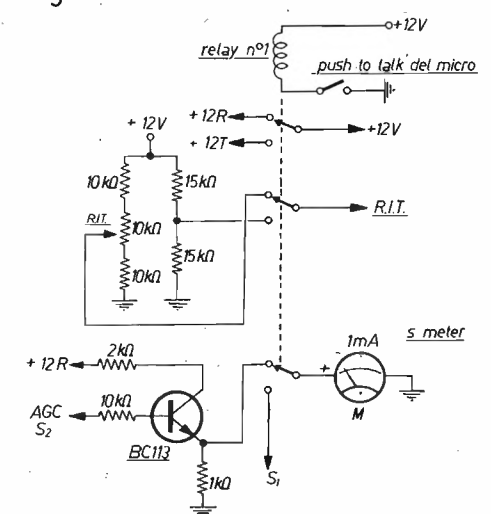 +12V
relay nº1
push to talk del micro
+12R
+12V
+12T
+12V
10kΩ
15kΩ
R.I.T.
10kΩ
R.I.T.
10kΩ
15kΩ
1mA
s meter
+12R
2kΩ
+
-
M
AGC
S2
10kΩ
BC113
1kΩ
S1